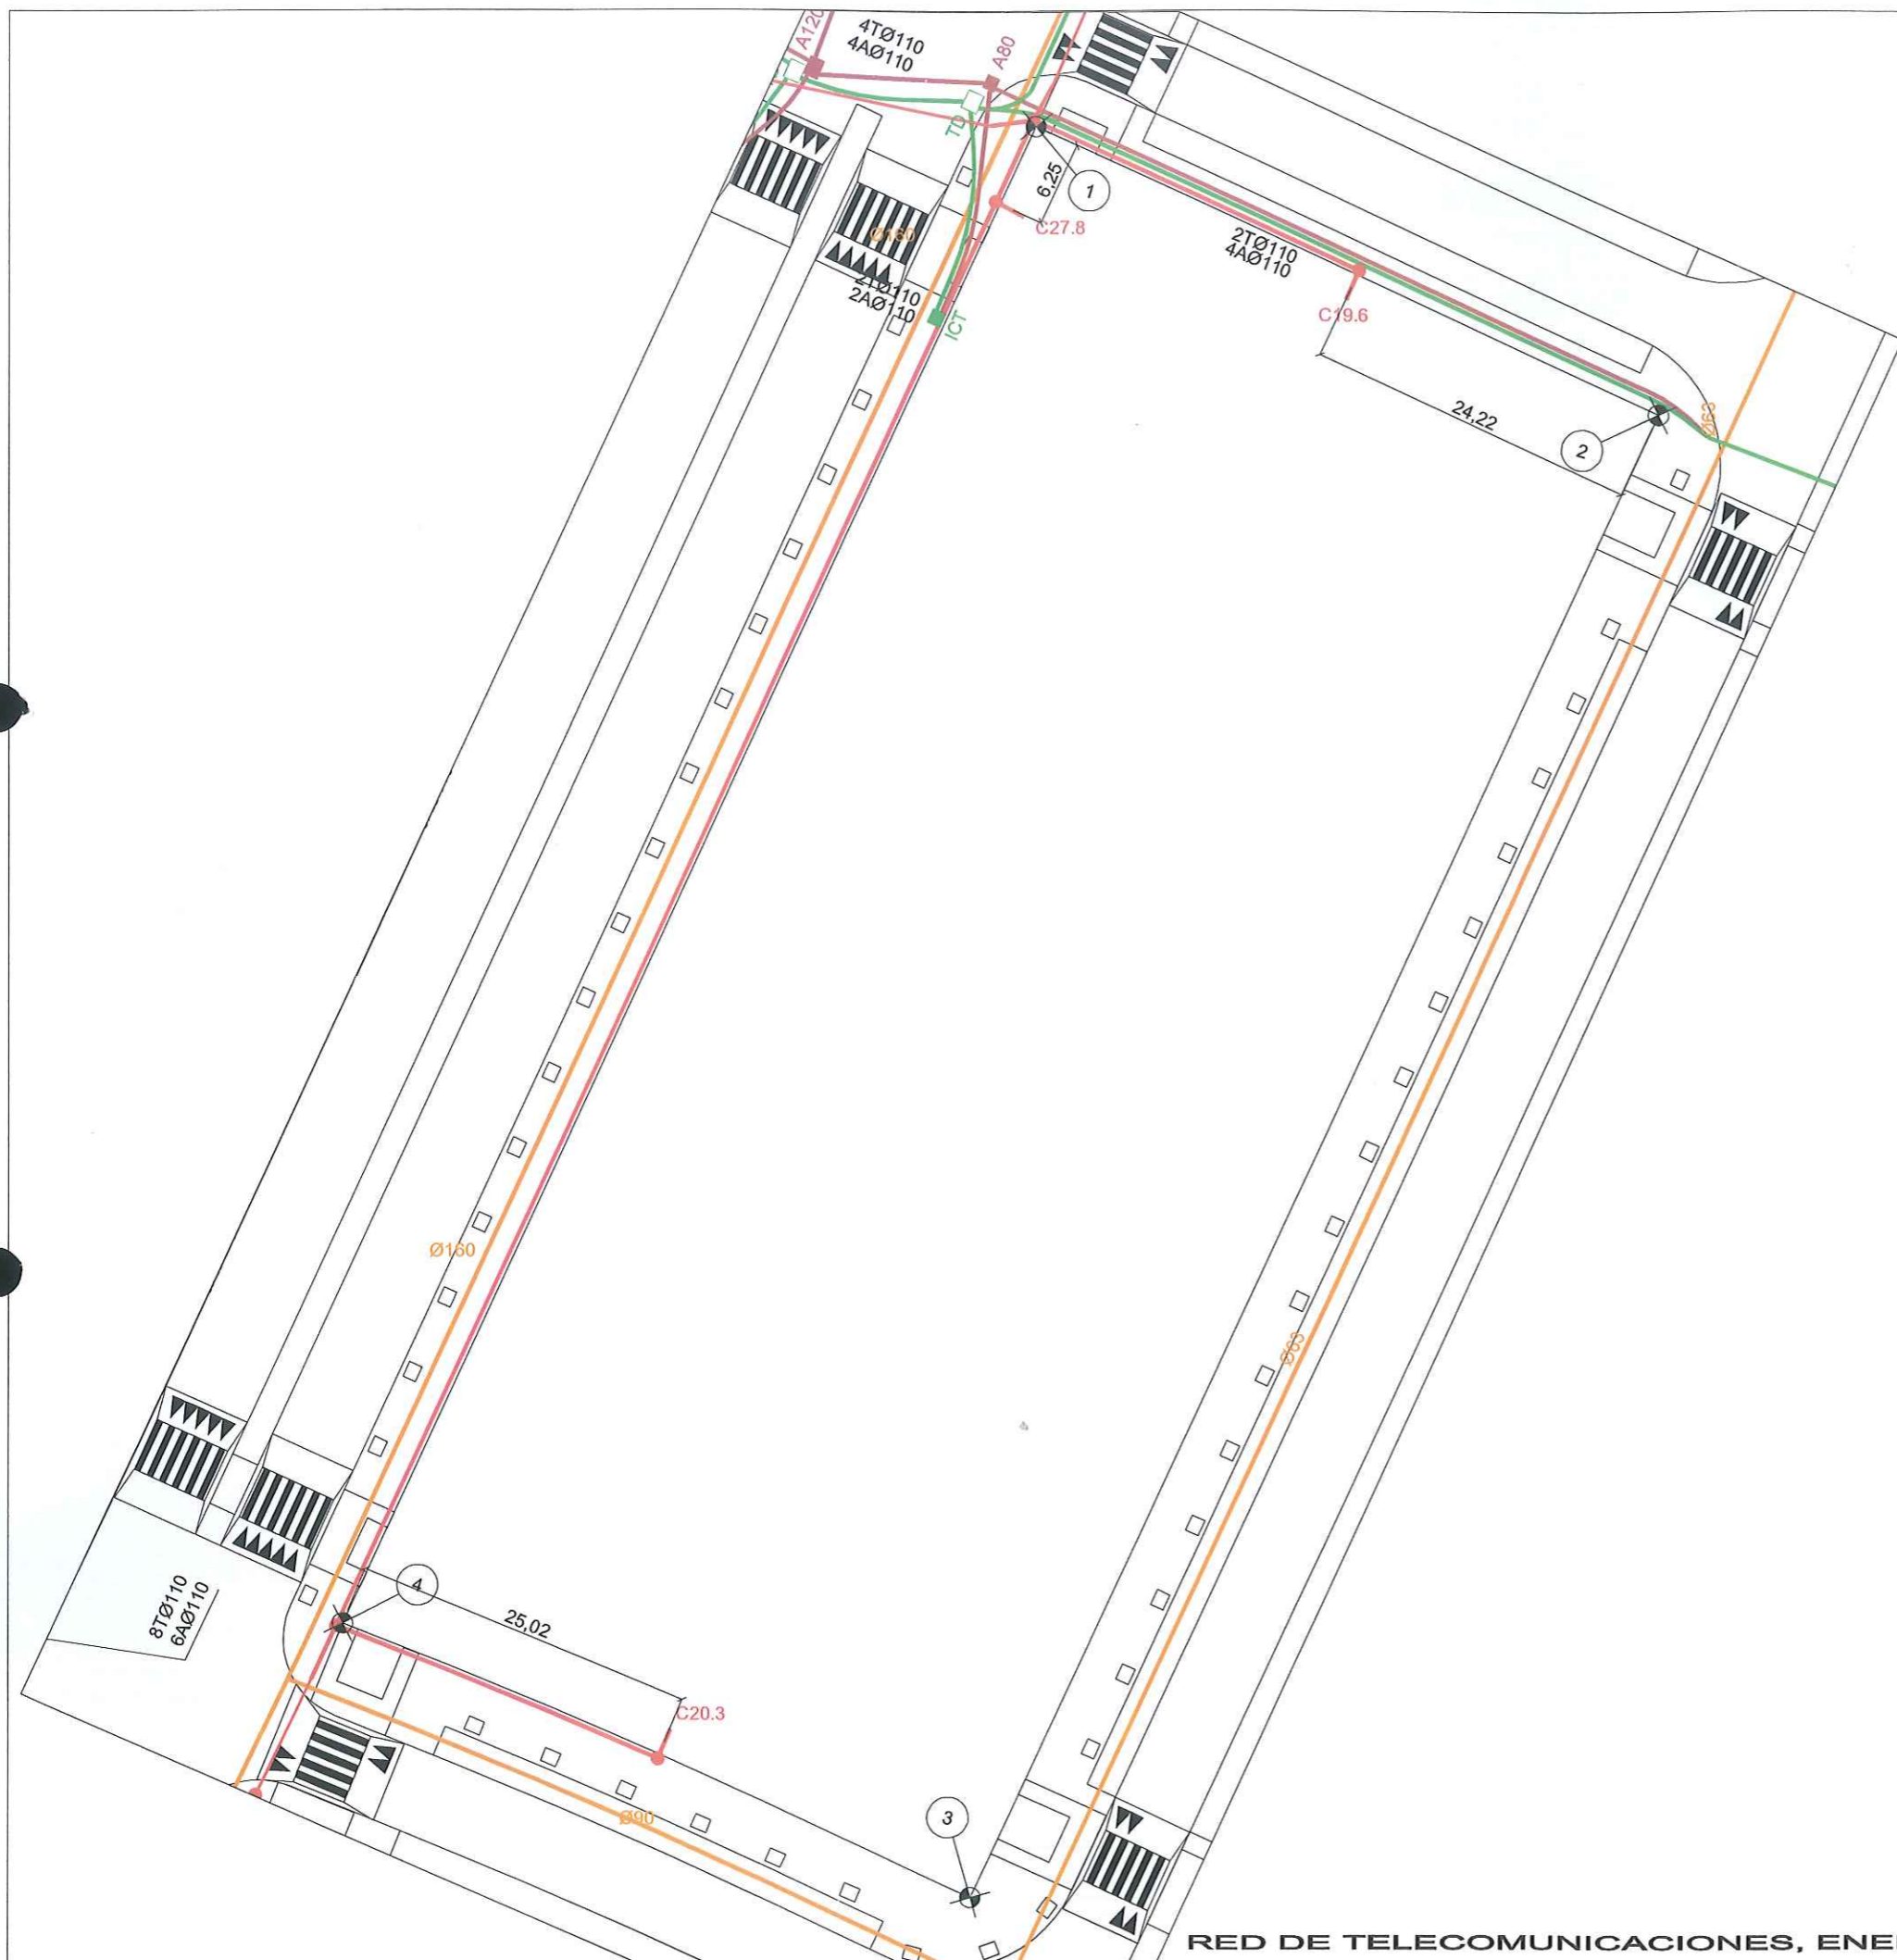 A120
4TØ110
4AØ110
A80
TD
6,25
1
C27.8
Ø160
2TØ110
4AØ110
2TØ110
2AØ110
ICT
C19.6
24,22
2
Ø63
Ø160
Ø63
8TØ110
6AØ110
4
25,02
C20.3
Ø90
3
RED DE TELECOMUNICACIONES, ENE